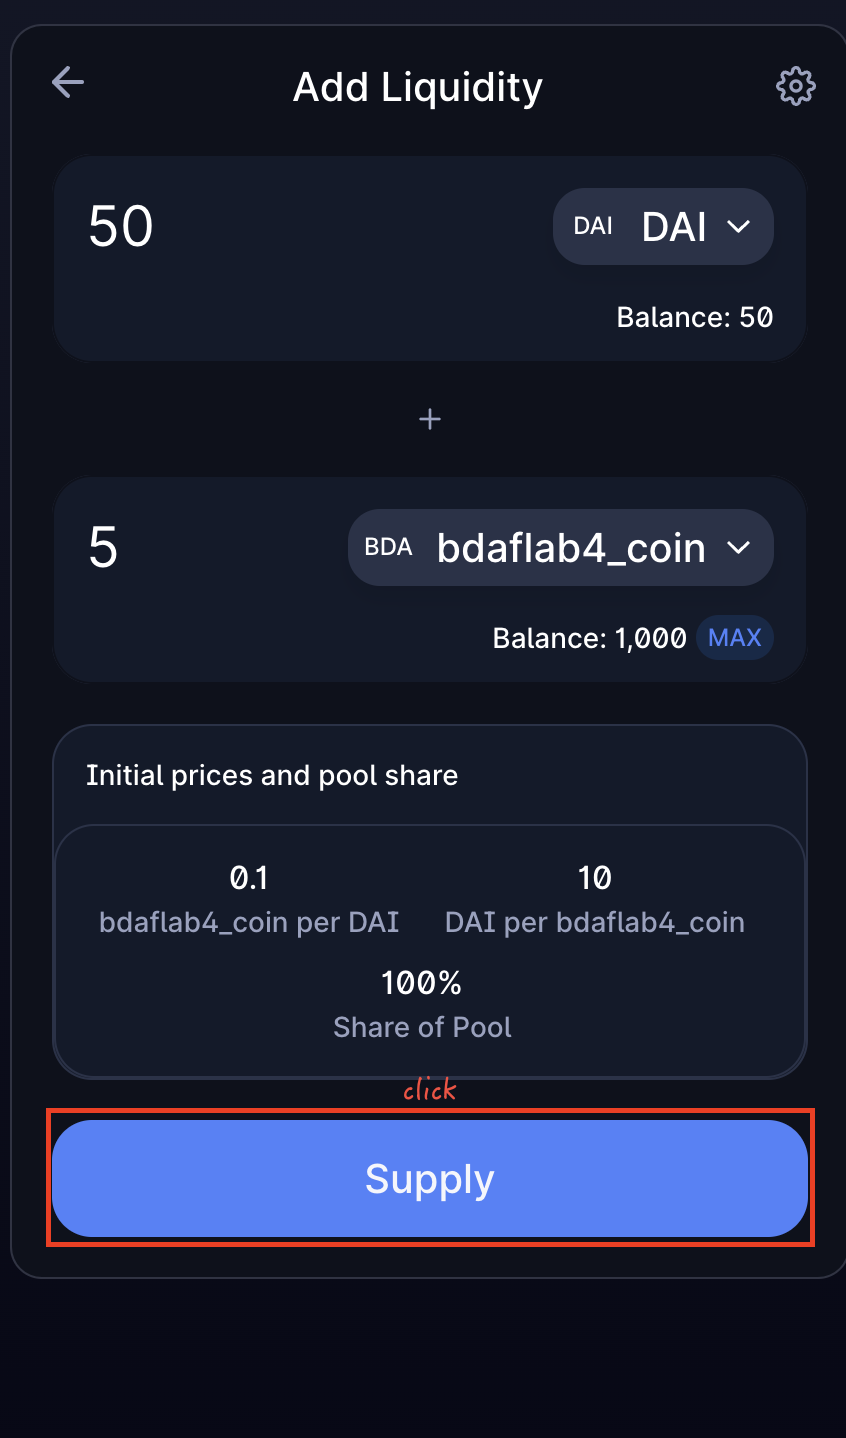 Add Liquidity
50
DAI DAI
Balance: 50
+
5
BDA bdaflab4_coin
Balance: 1,000 MAX
Initial prices and pool share
0.1 10
bdaflab4_coin per DAI DAI per bdaflab4_coin
100%
Share of Pool
click
Supply